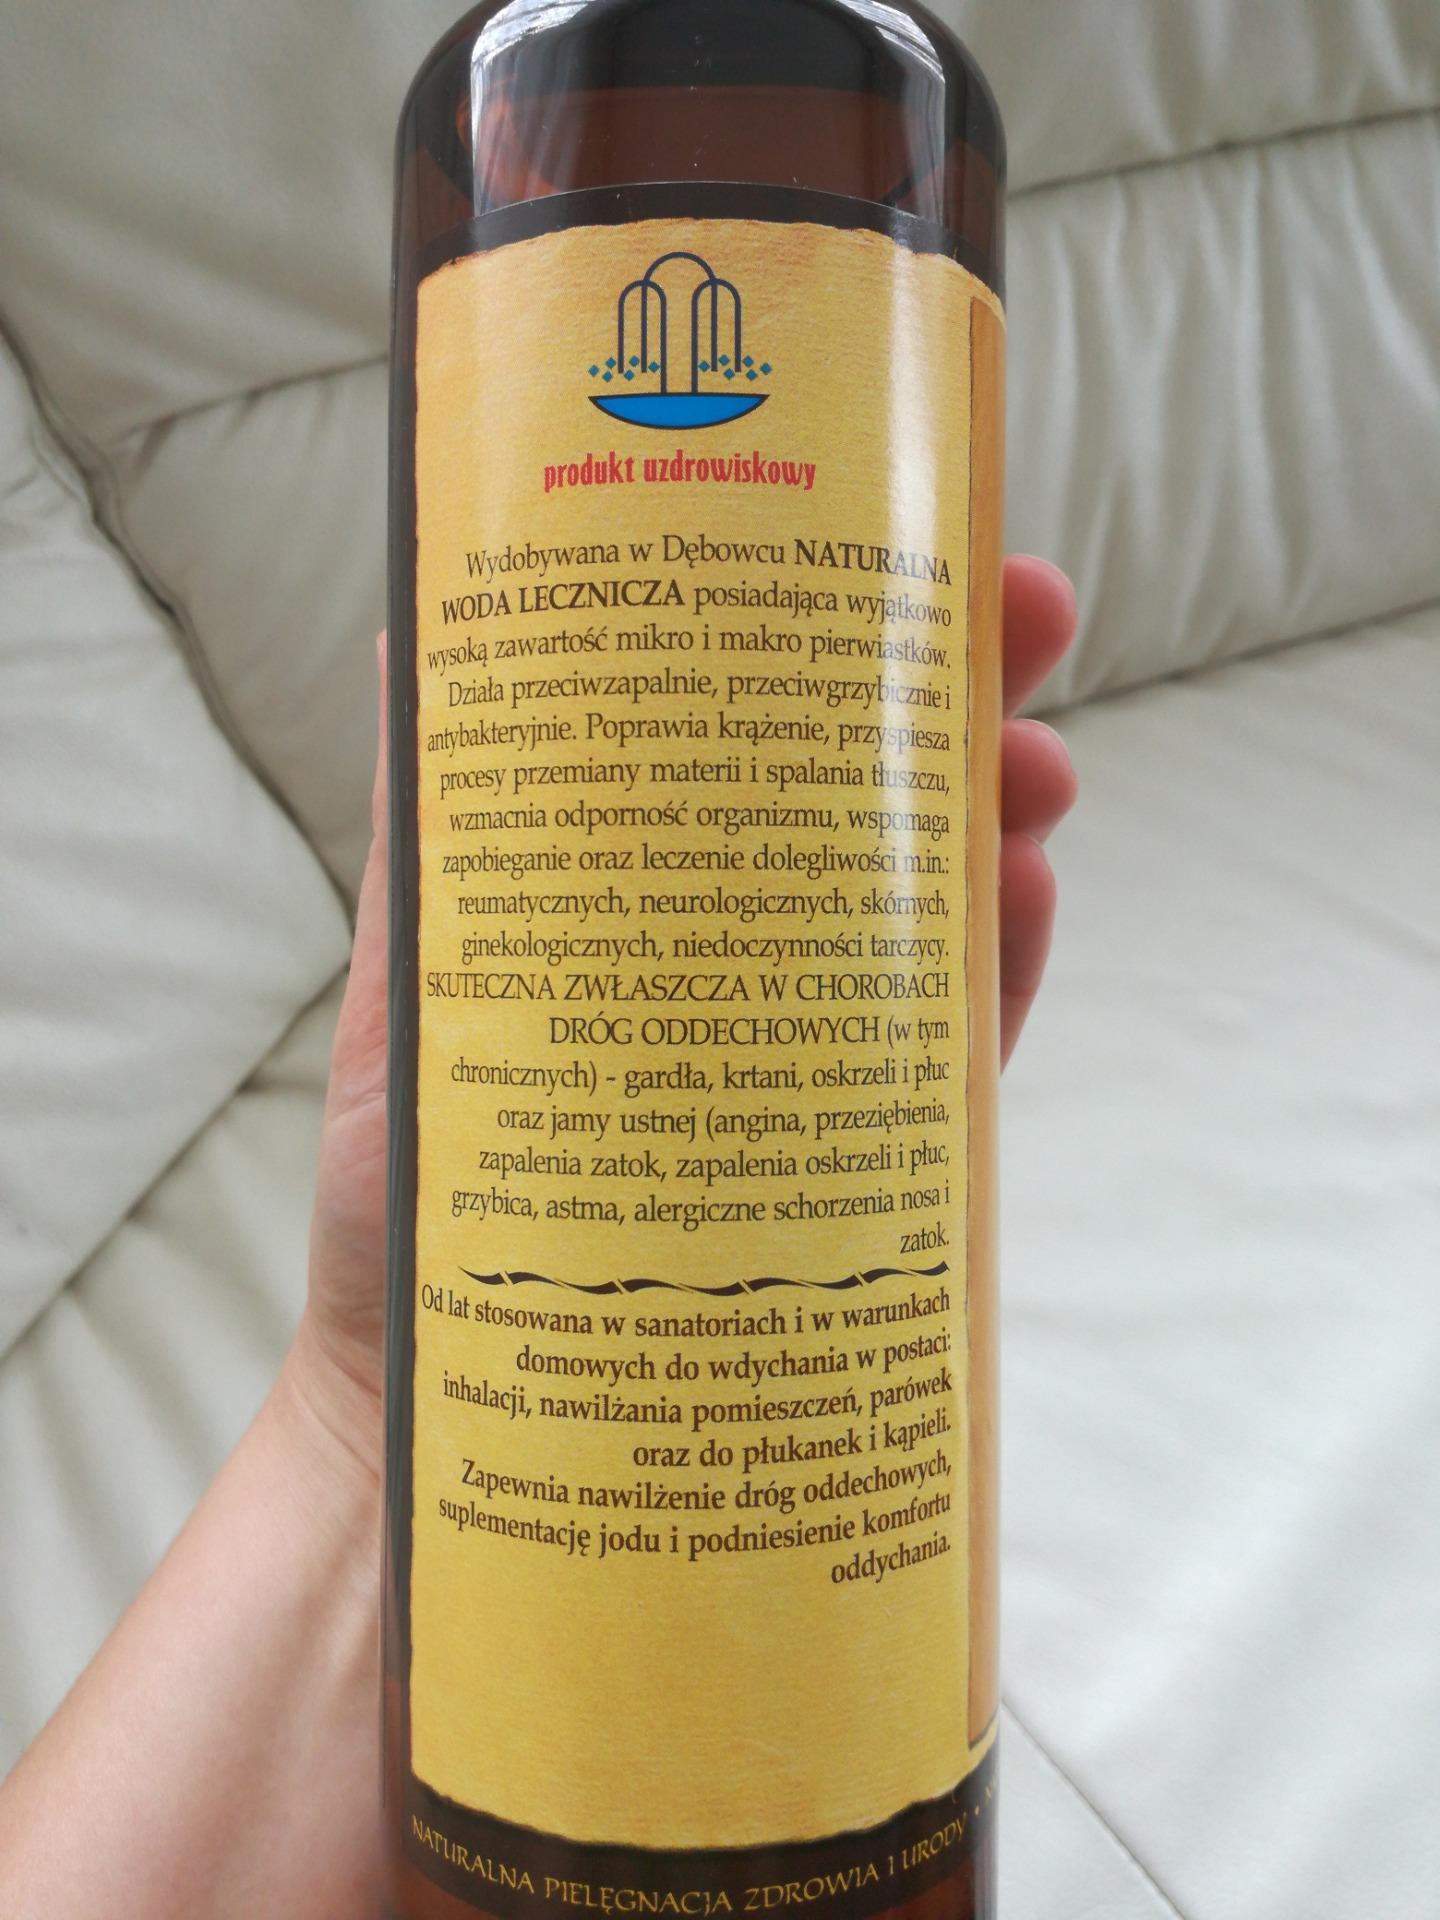 produkt uzdrowiskowy
Wydobywana w Dębowcu NATURALNA
WODA LECZNICZA posiadająca wyjątkowo
wysoką zawartość mikro i makro pierwiastków.
Działa przeciwzapalnie, przeciwgrzybicznie i
antybakteryjnie. Poprawia krążenie, przyspiesza
procesy przemiany materii i spalania tłuszczu,
wzmacnia odporność organizmu, wspomaga
zapobieganie oraz leczenie dolegliwości m.in.:
reumatycznych, neurologicznych, skórnych,
ginekologicznych, niedoczynności tarczycy.
SKUTECZNA ZWŁASZCZA W CHOROBACH
DRÓG ODDECHOWYCH (w tym
chronicznych) - gardła, krtani, oskrzeli i płuc
oraz jamy ustnej (angina, przeziębienia,
zapalenia zatok, zapalenia oskrzeli i płuc,
grzybica, astma, alergiczne schorzenia nosa i
zatok.
Od lat stosowana w sanatoriach i w warunkach
domowych do wdychania w postaci:
inhalacji, nawilżania pomieszczeń, parówek
oraz do płukanek i kąpieli.
Zapewnia nawilżenie dróg oddechowych,
suplementację jodu i podniesienie komfortu
oddychania.
NATURALNA PIELĘGNACJA ZDROWIA I URODY •